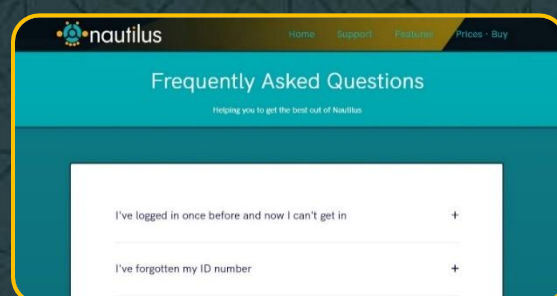 nautilus
Home Support Features Prices · Buy
Frequently Asked Questions
Helping you to get the best out of Nautilus
I've logged in once before and now I can't get in +
I've forgotten my ID number +